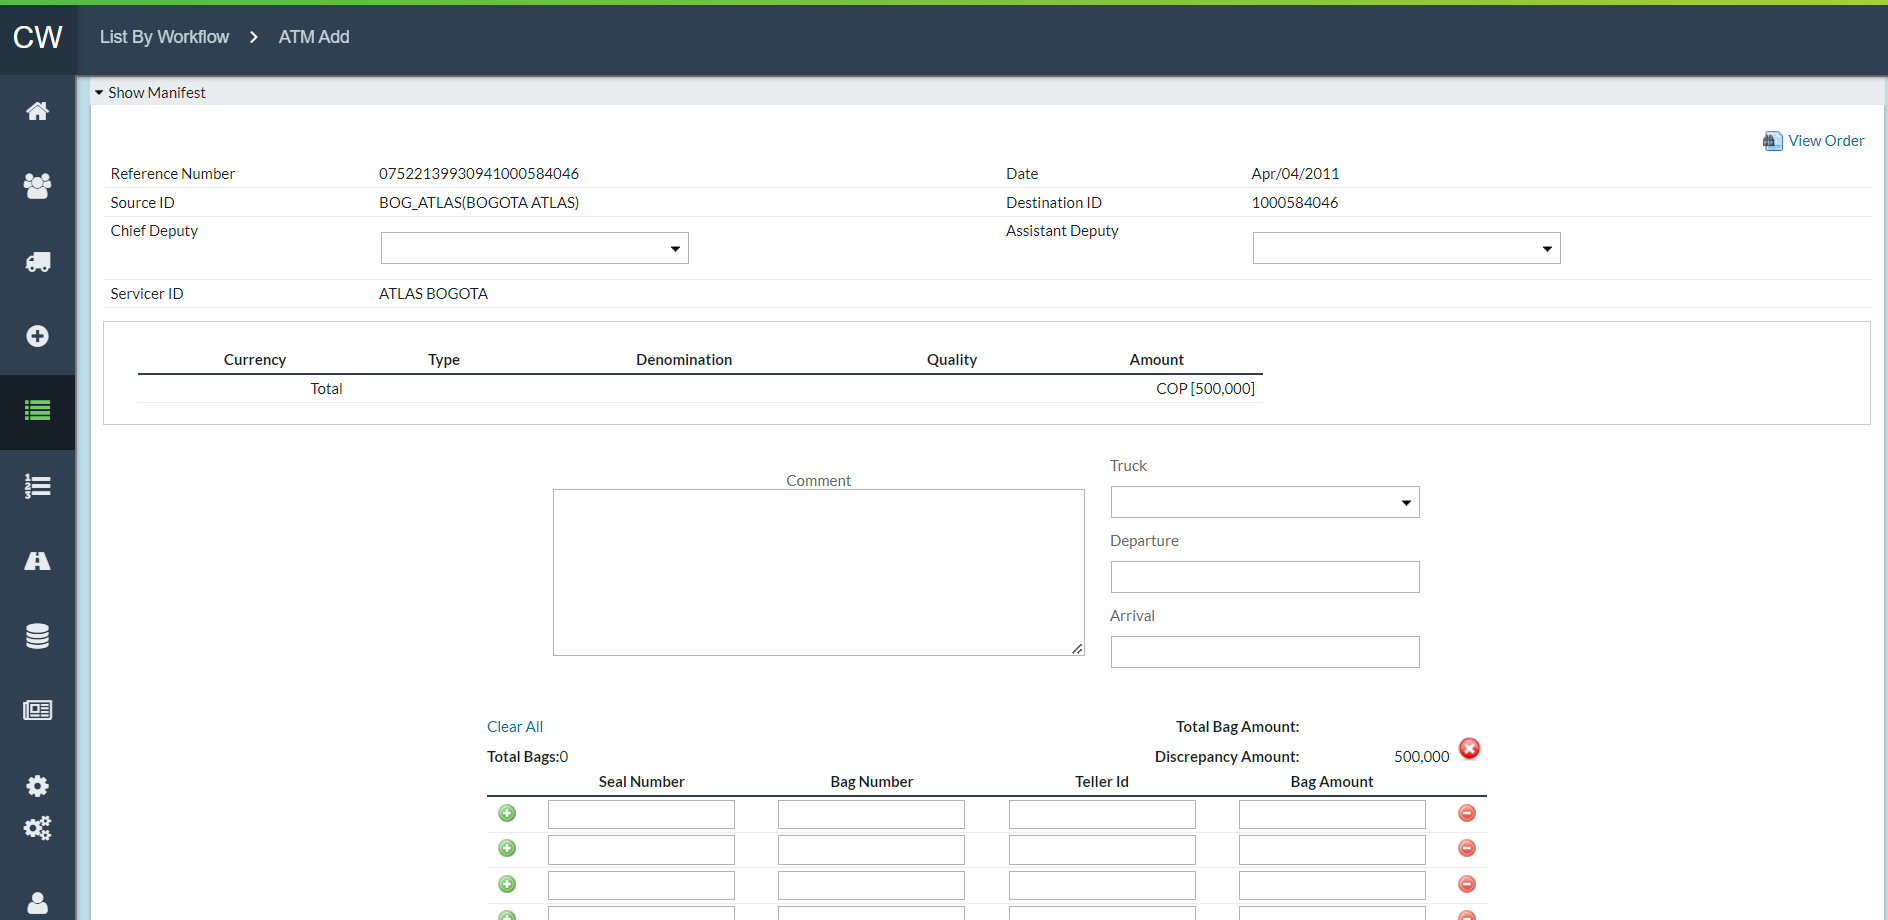 CW
List By Workflow > ATM Add
Show Manifest
View Order
Reference Number 07522139930941000584046 Date Apr/04/2011
Source ID BOG_ATLAS(BOGOTA ATLAS) Destination ID 1000584046
Chief Deputy Assistant Deputy
Servicer ID ATLAS BOGOTA
Currency Type Denomination Quality Amount
Total COP [500,000]
Comment
Truck
Departure
Arrival
Clear All Total Bag Amount:
Total Bags:0 Discrepancy Amount: 500,000
Seal Number Bag Number Teller Id Bag Amount